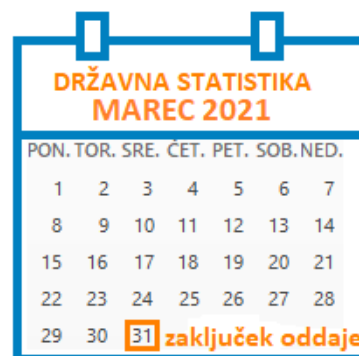 DRŽAVNA STATISTIKA
MAREC 2021
PON. TOR. SRE. ČET. PET. SOB. NED.
1 2 3 4 5 6 7
8 9 10 11 12 13 14
15 16 17 18 19 20 21
22 23 24 25 26 27 28
29 30 31 zaključek oddaje